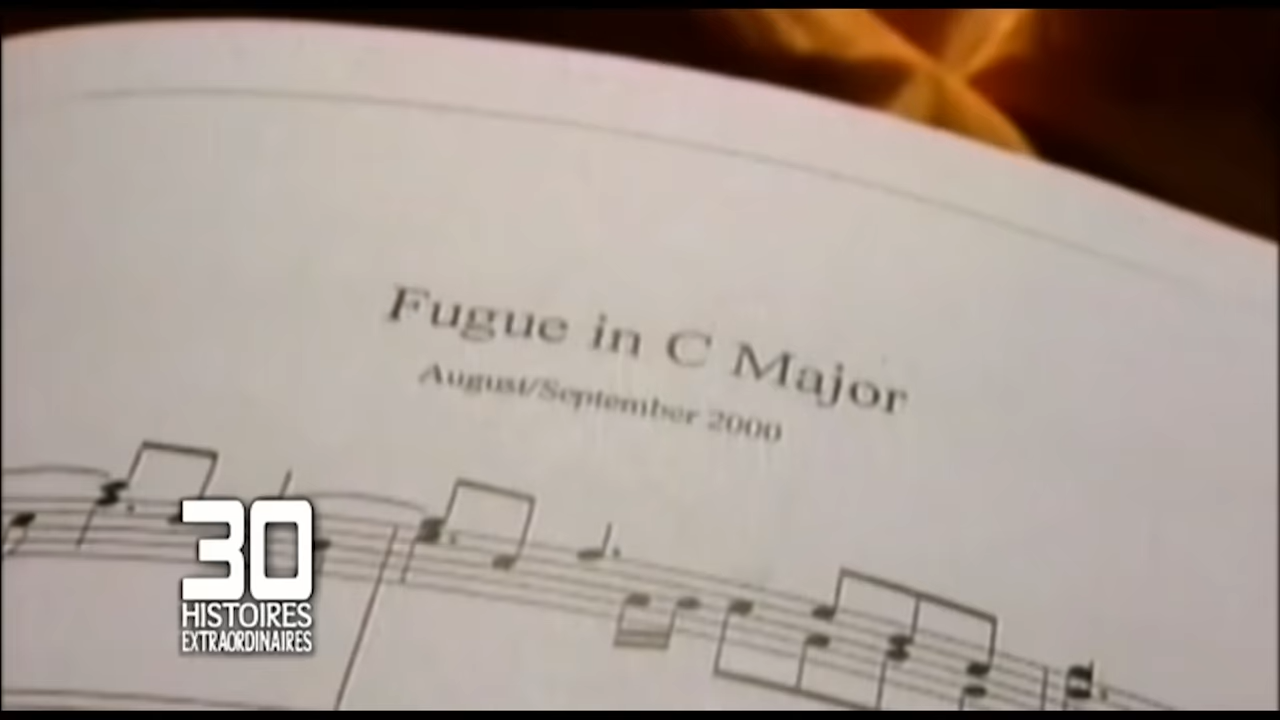 Fugue in C Major
August/September 2000
30
HISTOIRES
EXTRAORDINAIRES